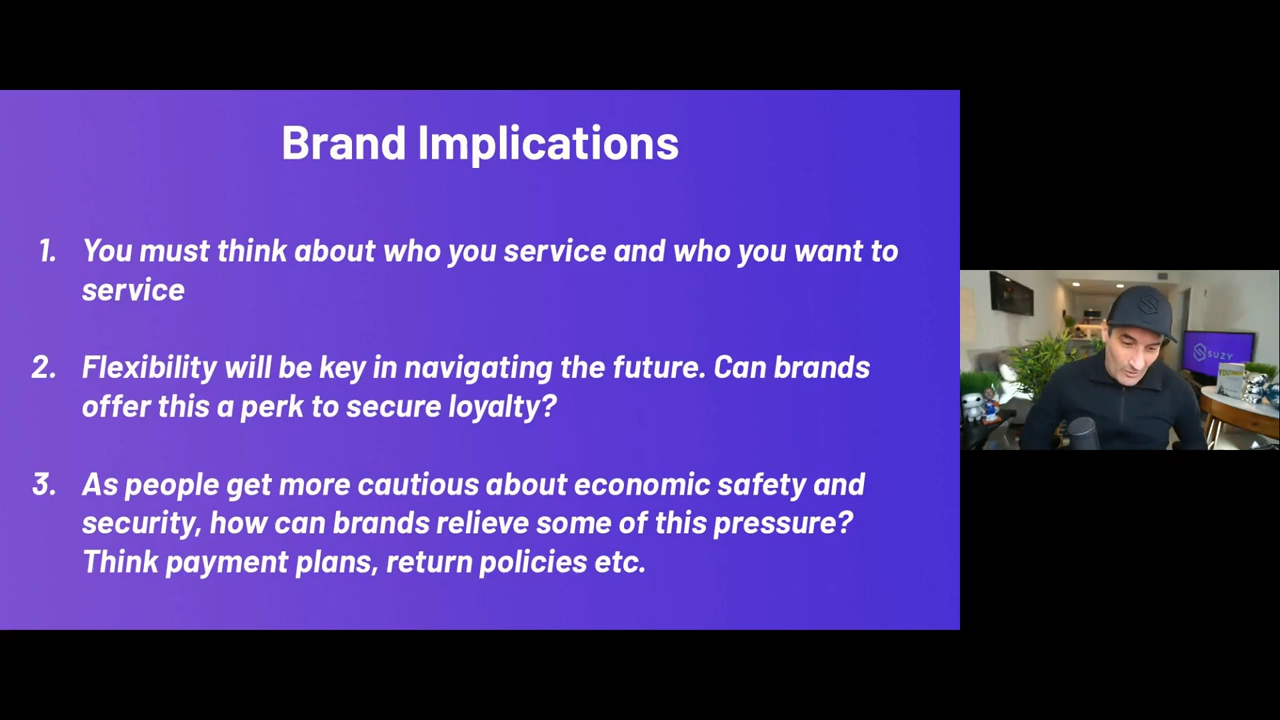 Brand Implications
1. You must think about who you service and who you want to
service
2. Flexibility will be key in navigating the future. Can brands
offer this a perk to secure loyalty?
3. As people get more cautious about economic safety and
security, how can brands relieve some of this pressure?
Think payment plans, return policies etc.
SUZY